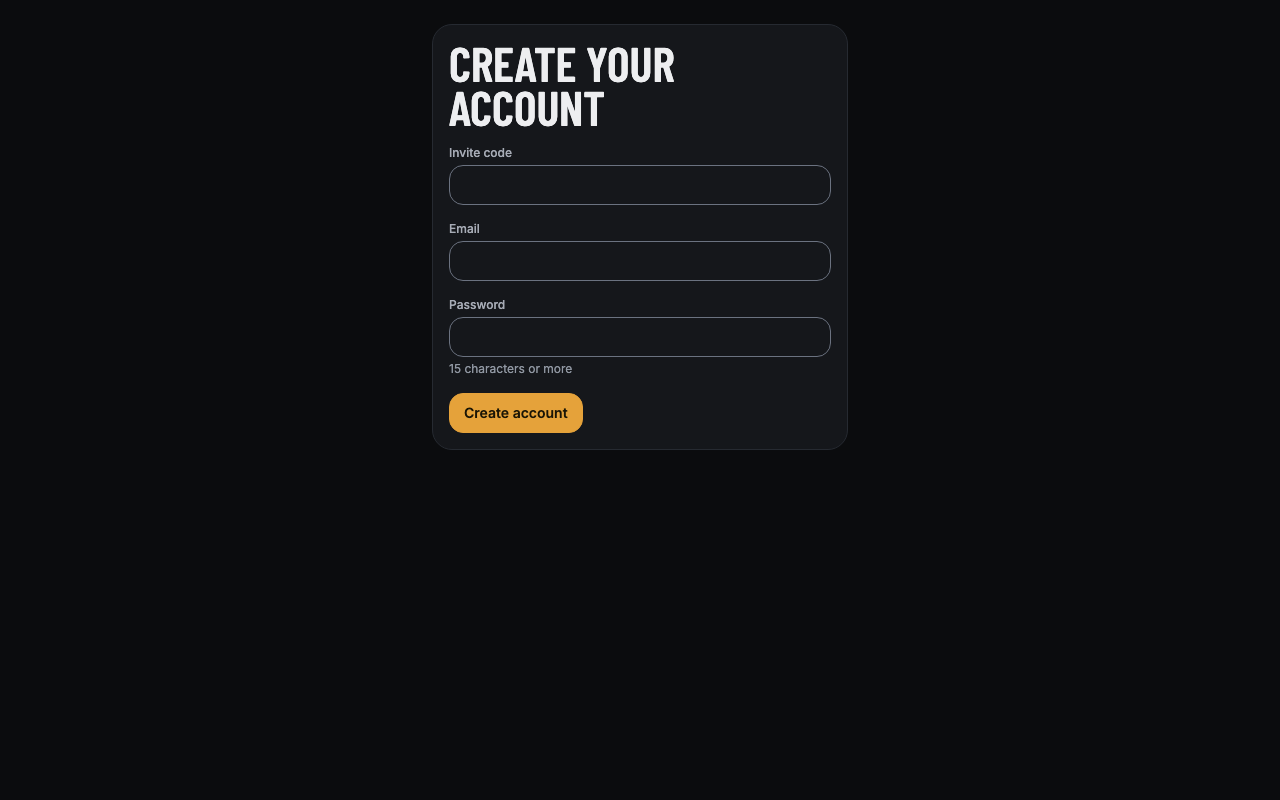 CREATE YOUR
ACCOUNT
Invite code
Email
Password
15 characters or more
Create account